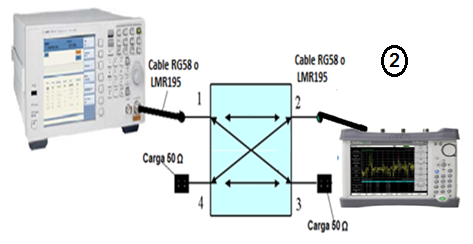 Cable RG58 o
LMR195
Cable RG58 o
LMR195
2
1
2
Carga 50 Ω
4
3
Carga 50 Ω